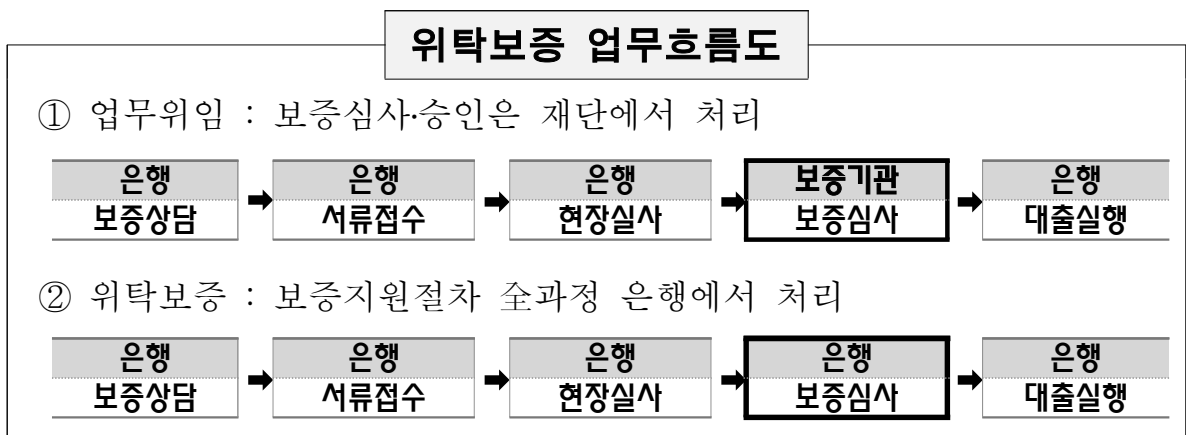 위탁보증 업무흐름도
① 업무위임 : 보증심사·승인은 재단에서 처리
은행 ➡ 은행 ➡ 은행 ➡ 보증기관 ➡ 은행
보증상담 서류접수 현장실사 보증심사 대출실행
② 위탁보증 : 보증지원절차 全과정 은행에서 처리
은행 ➡ 은행 ➡ 은행 ➡ 은행 ➡ 은행
보증상담 서류접수 현장실사 보증심사 대출실행